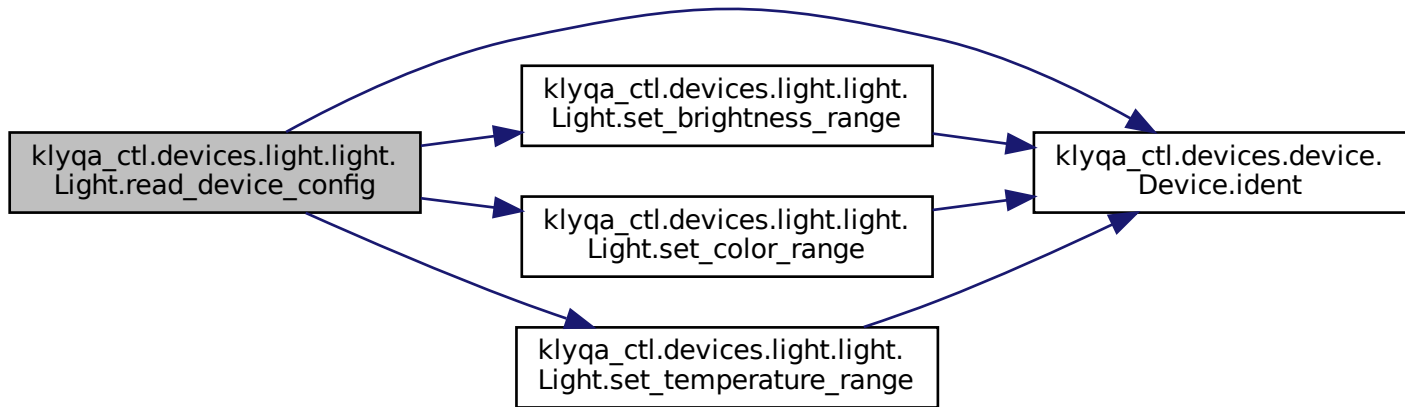 klyqa_ctl.devices.light.light.
Light.read_device_config
klyqa_ctl.devices.light.light.
Light.set_brightness_range
klyqa_ctl.devices.light.light.
Light.set_color_range
klyqa_ctl.devices.light.light.
Light.set_temperature_range
klyqa_ctl.devices.device.
Device.ident